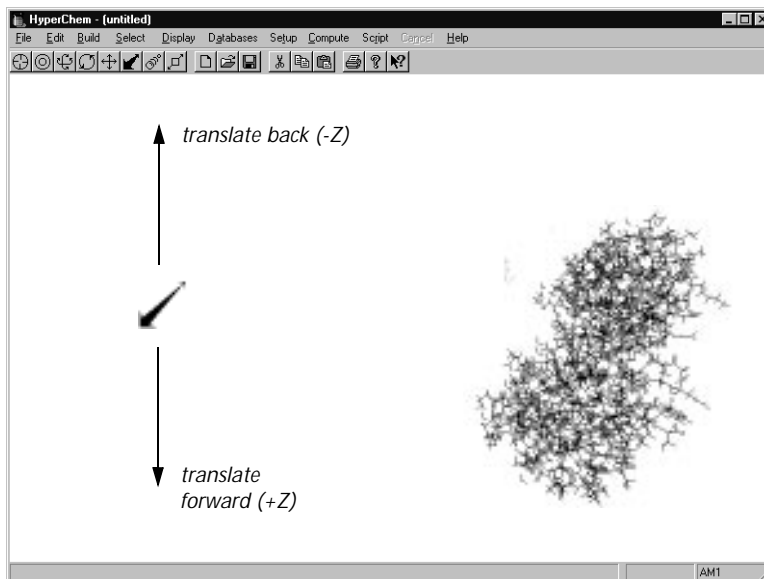 HyperChem - (untitled)
File Edit Build Select Display Databases Setup Compute Script Cancel Help
translate back (-Z)
translate
forward (+Z)
AM1